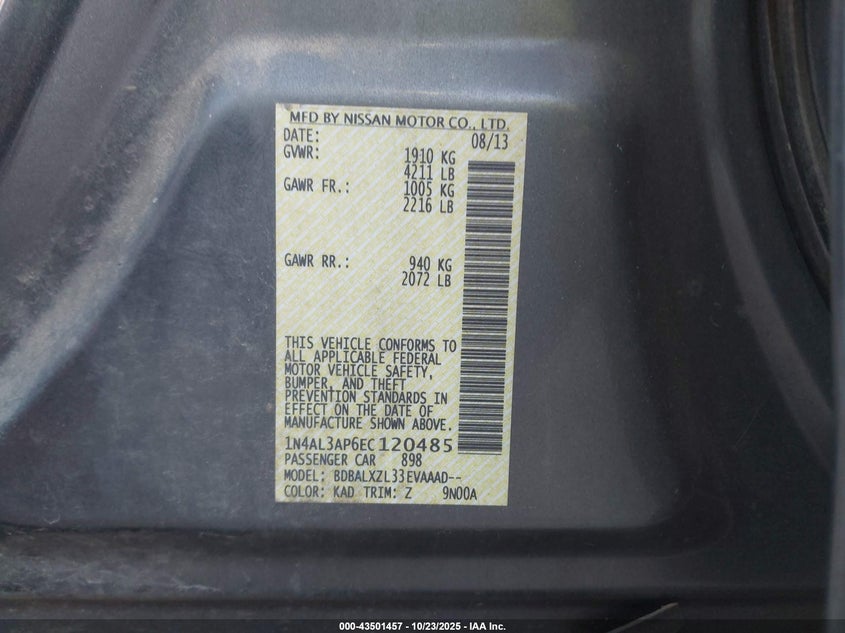 MFD BY NISSAN MOTOR CO., LTD.
DATE: 08/13
GVWR: 1910 KG
4211 LB
GAWR FR.: 1005 KG
2216 LB
GAWR RR.: 940 KG
2072 LB
THIS VEHICLE CONFORMS TO
ALL APPLICABLE FEDERAL
MOTOR VEHICLE SAFETY,
BUMPER, AND THEFT
PREVENTION STANDARDS IN
EFFECT ON THE DATE OF
MANUFACTURE SHOWN ABOVE.
1N4AL3AP6EC120485
PASSENGER CAR 898
MODEL: BDBALXZL33EVAAAD--
COLOR: KAD TRIM: Z 9N00A
000-43501457 - 10/23/2025 - IAA Inc.